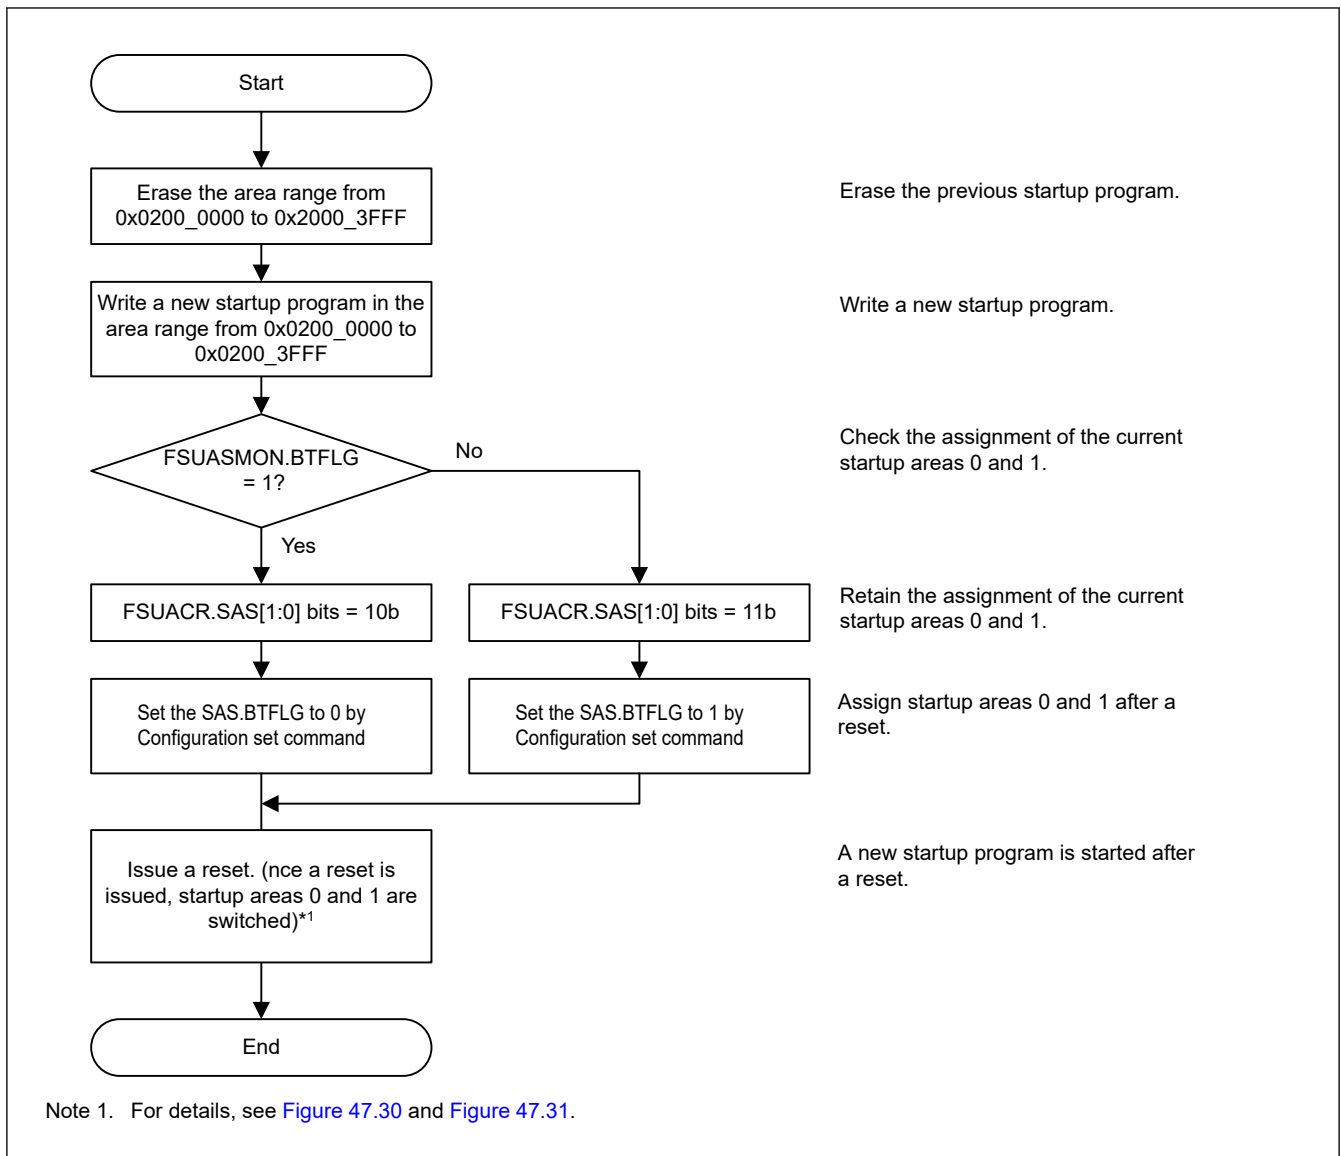 Start
Erase the area range from
0x0200_0000 to 0x2000_3FFF
Erase the previous startup program.
Write a new startup program in the
area range from 0x0200_0000 to
0x0200_3FFF
Write a new startup program.
FSUASMON.BTFLG
= 1?
No
Yes
Check the assignment of the current
startup areas 0 and 1.
FSUACR.SAS[1:0] bits = 10b
FSUACR.SAS[1:0] bits = 11b
Retain the assignment of the current
startup areas 0 and 1.
Set the SAS.BTFLG to 0 by
Configuration set command
Set the SAS.BTFLG to 1 by
Configuration set command
Assign startup areas 0 and 1 after a
reset.
Issue a reset. (nce a reset is
issued, startup areas 0 and 1 are
switched)*1
A new startup program is started after
a reset.
End
Note 1. For details, see Figure 47.30 and Figure 47.31.